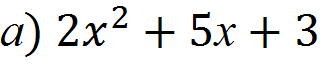 a) 2x² + 5x + 3